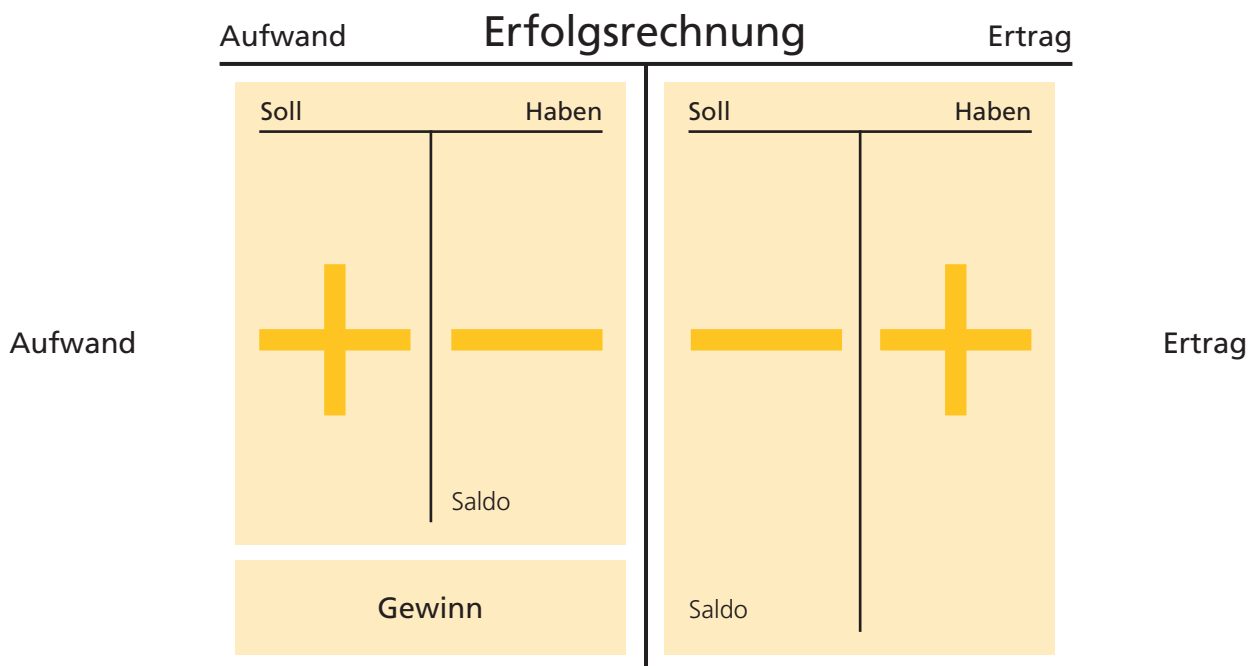 Aufwand Erfolgsrechnung Ertrag
Soll Haben Soll Haben
Aufwand Ertrag
Saldo
Gewinn Saldo